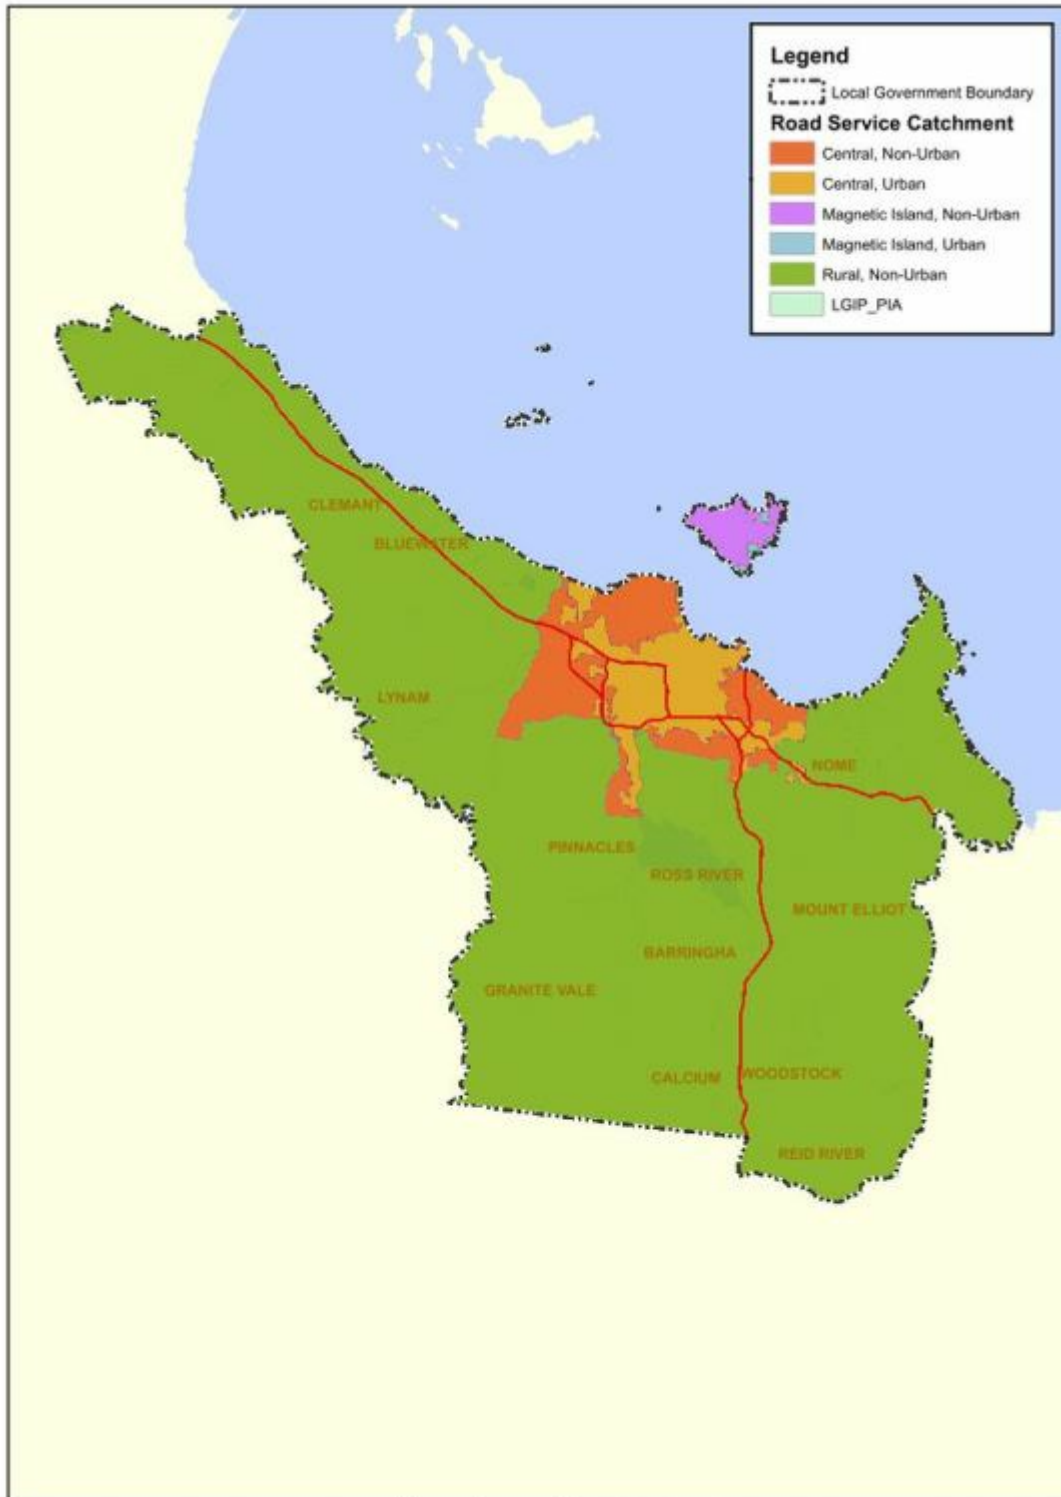 Legend
Local Government Boundary
Road Service Catchment
Central, Non-Urban
Central, Urban
Magnetic Island, Non-Urban
Magnetic Island, Urban
Rural, Non-Urban
LGIP_PIA
CLEMANT
BLUEWATER
LYNAM
NOME
PINNACLES
ROSS RIVER
MOUNT ELLIOT
BARRINGHA
GRANITE VALE
CALCIUM
WOODSTOCK
REID RIVER